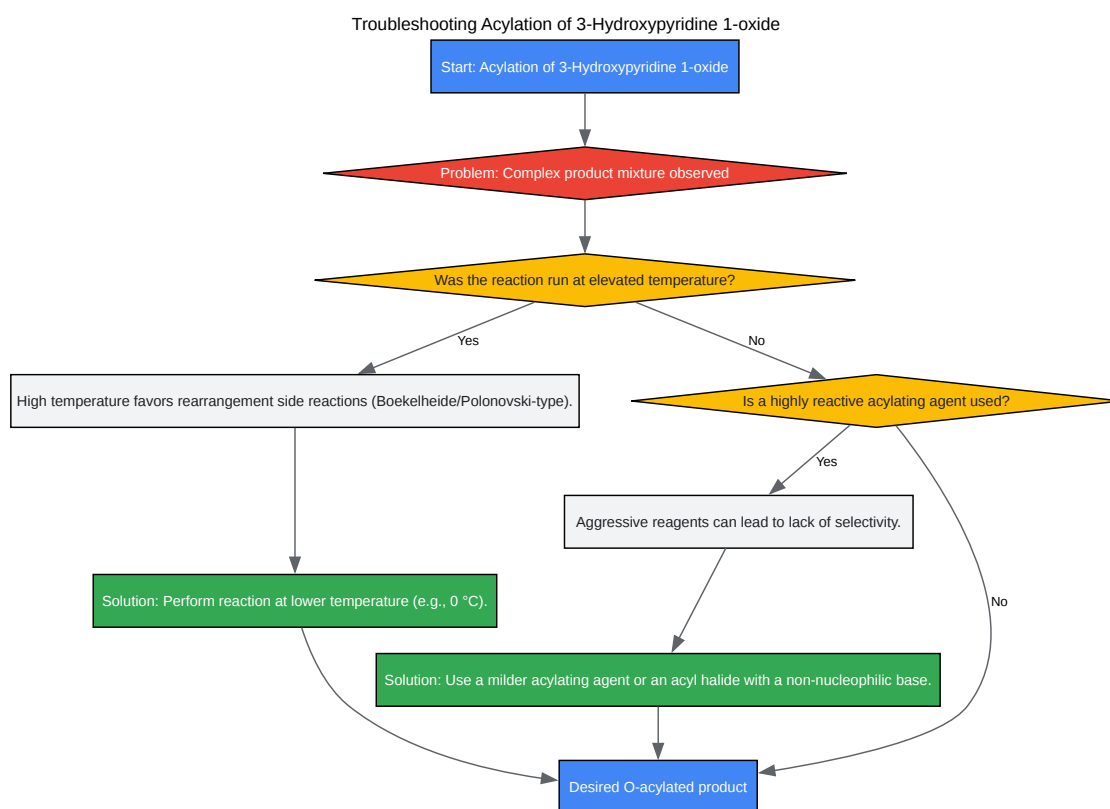 Troubleshooting Acylation of 3-Hydroxypyridine 1-oxide
Start: Acylation of 3-Hydroxypyridine 1-oxide
Problem: Complex product mixture observed
Was the reaction run at elevated temperature?
Yes
No
High temperature favors rearrangement side reactions (Boekelheide/Polonovski-type).
Is a highly reactive acylating agent used?
Yes
Aggressive reagents can lead to lack of selectivity.
Solution: Perform reaction at lower temperature (e.g., 0 °C).
No
Solution: Use a milder acylating agent or an acyl halide with a non-nucleophilic base.
Desired O-acylated product